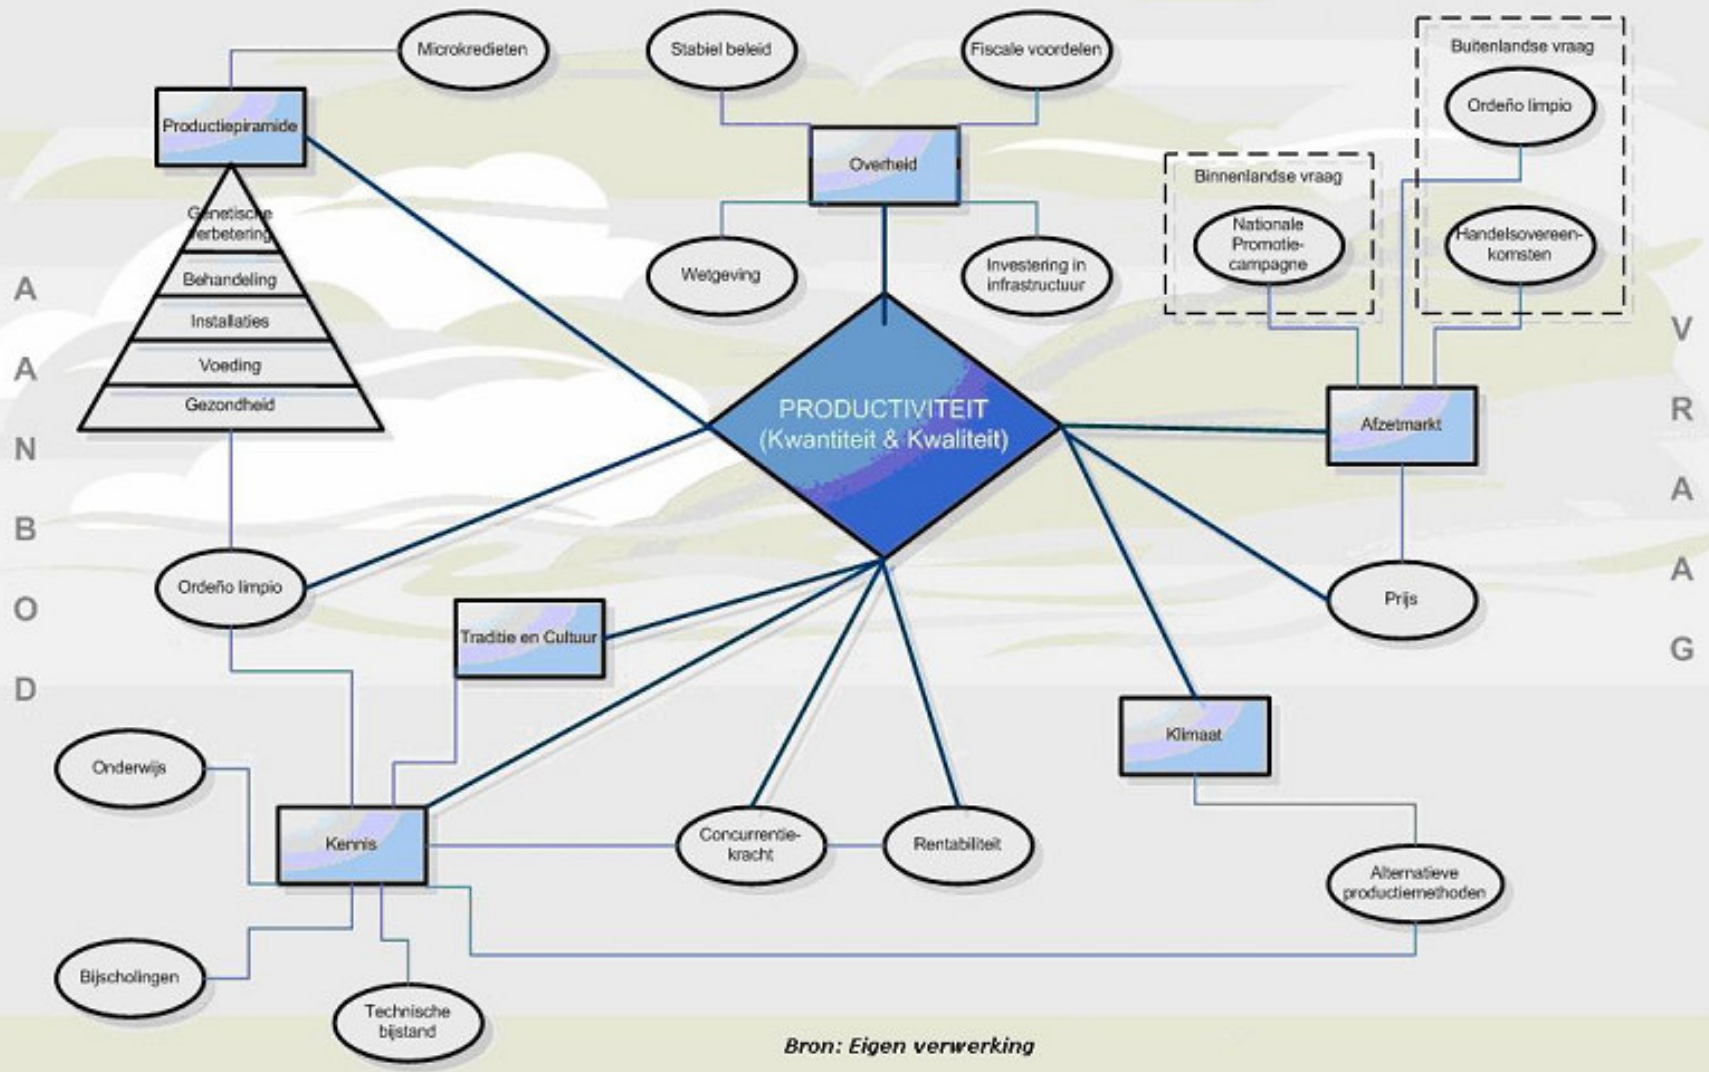 Microkredieten
Stabiel beleid
Fiscale voordelen
Buitenlandse vraag
Ordeño limpio
Productiepiramide
Overheid
Binnenlandse vraag
Nationale
Promotie-
campagne
Handelsovereen-
komsten
Genetische
verbetering
Behandeling
Installaties
Voeding
Gezondheid
Wetgeving
Investering in
infrastructuur
A
A
N
B
O
D
V
R
A
A
G
PRODUCTIVITEIT
(Kwantiteit & Kwaliteit)
Afzetmarkt
Ordeño limpio
Traditie en Cultuur
Prijs
Klimaat
Onderwijs
Kennis
Concurrentie-
kracht
Rentabiliteit
Alternatieve
productiemethoden
Bijscholingen
Technische
bijstand
Bron: Eigen verwerking